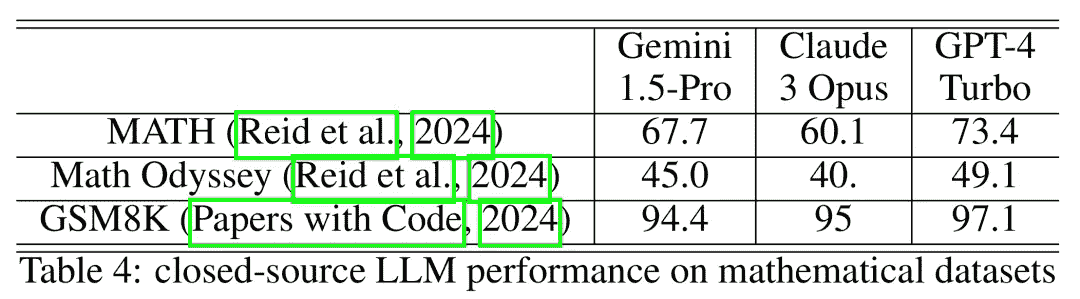 Gemini Claude GPT-4
1.5-Pro 3 Opus Turbo
MATH (Reid et al., 2024) 67.7 60.1 73.4
Math Odyssey (Reid et al., 2024) 45.0 40. 49.1
GSM8K (Papers with Code, 2024) 94.4 95 97.1
Table 4: closed-source LLM performance on mathematical datasets